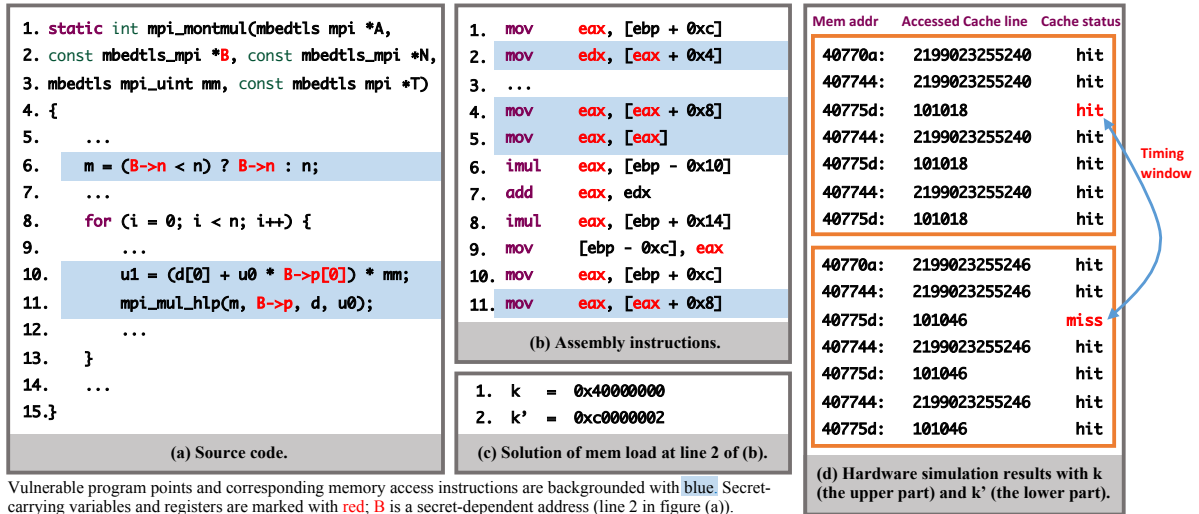 1. static int mpi_montmul(mbedtls mpi *A,
2. const mbedtls_mpi *B, const mbedtls_mpi *N,
3. mbedtls mpi_uint mm, const mbedtls mpi *T)
4. {
5. ...
6. m = (B->n < n) ? B->n : n;
7. ...
8. for (i = 0; i < n; i++) {
9. ...
10. u1 = (d[0] + u0 * B->p[0]) * mm;
11. mpi_mul_hlp(m, B->p, d, u0);
12. ...
13. }
14. ...
15.}
(a) Source code.
1. mov eax, [ebp + 0xc]
2. mov edx, [eax + 0x4]
3. ...
4. mov eax, [eax + 0x8]
5. mov eax, [eax]
6. imul eax, [ebp - 0x10]
7. add eax, edx
8. imul eax, [ebp + 0x14]
9. mov [ebp - 0xc], eax
10. mov eax, [ebp + 0xc]
11. mov eax, [eax + 0x8]
(b) Assembly instructions.
1. k = 0x40000000
2. k’ = 0xc0000002
(c) Solution of mem load at line 2 of (b).
Mem addr Accessed Cache line Cache status
40770a: 2199023255240 hit
407744: 2199023255240 hit
40775d: 101018 hit
407744: 2199023255240 hit
40775d: 101018 hit
407744: 2199023255240 hit
40775d: 101018 hit
Timing
window
40770a: 2199023255246 hit
407744: 2199023255246 hit
40775d: 101046 miss
407744: 2199023255246 hit
40775d: 101046 hit
407744: 2199023255246 hit
40775d: 101046 hit
(d) Hardware simulation results with k
(the upper part) and k’ (the lower part).
Vulnerable program points and corresponding memory access instructions are backgrounded with blue. Secret-
carrying variables and registers are marked with red; B is a secret-dependent address (line 2 in figure (a)).